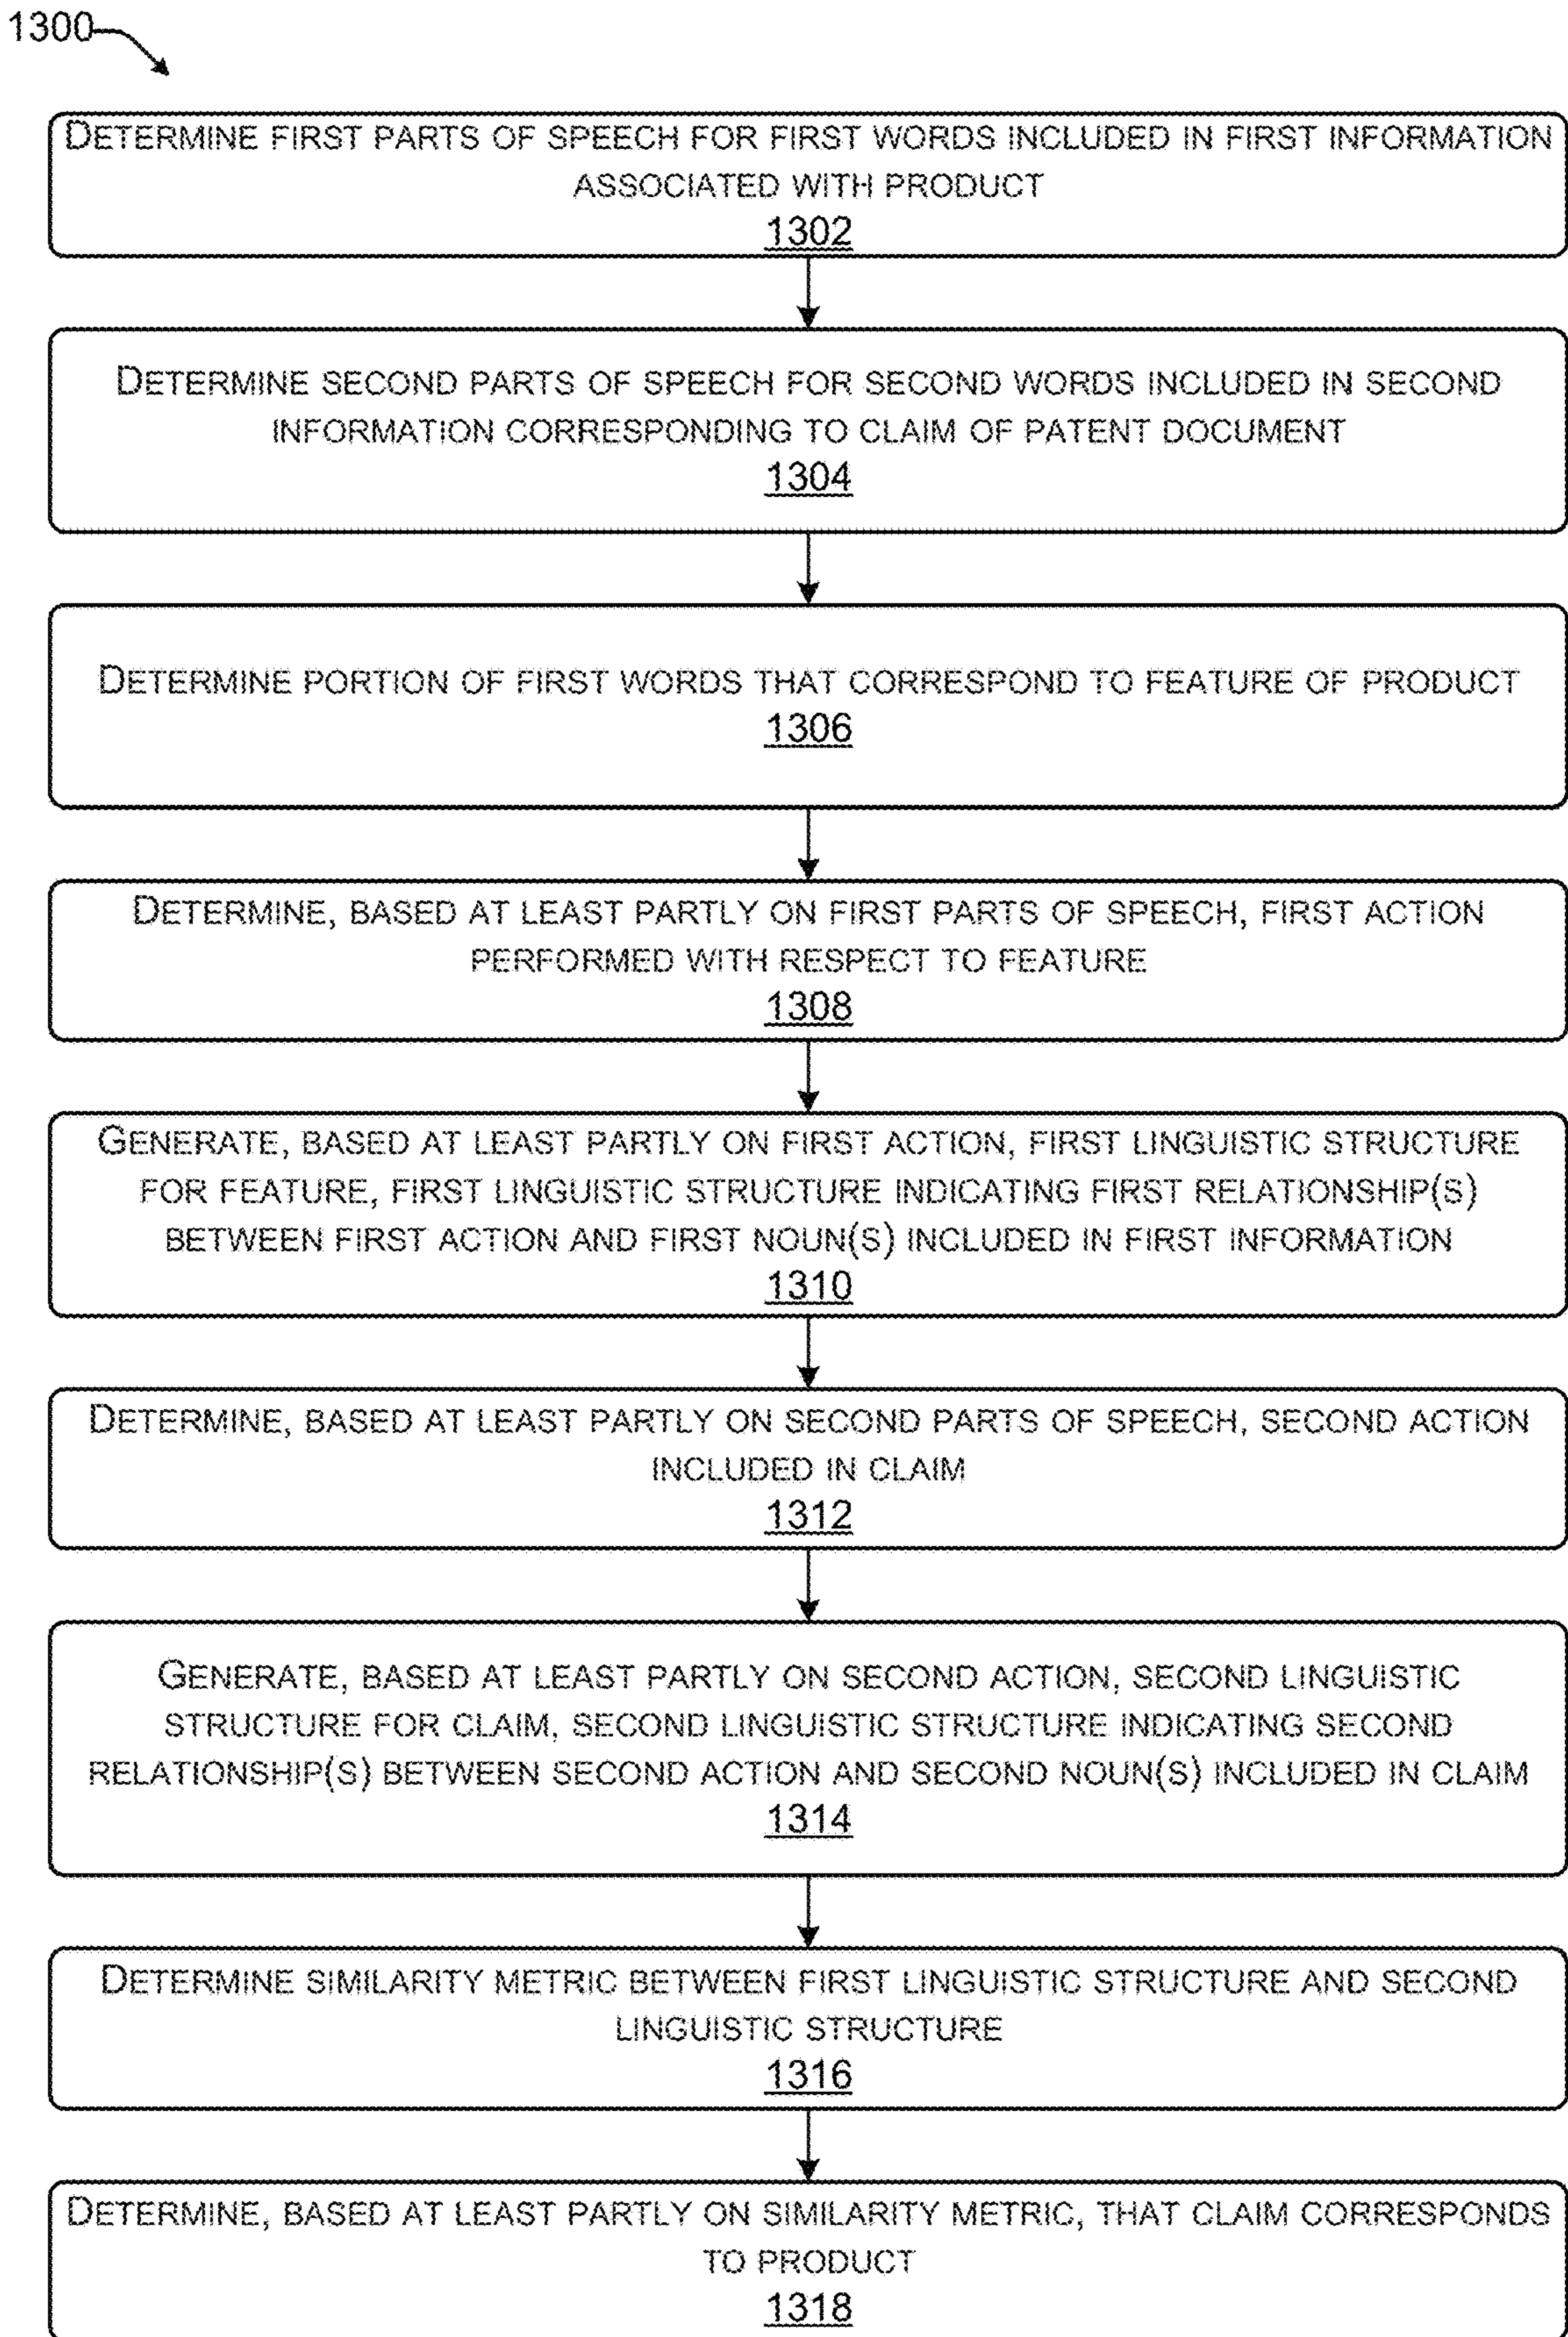 1300
DETERMINE FIRST PARTS OF SPEECH FOR FIRST WORDS INCLUDED IN FIRST INFORMATION
ASSOCIATED WITH PRODUCT
1302
DETERMINE SECOND PARTS OF SPEECH FOR SECOND WORDS INCLUDED IN SECOND
INFORMATION CORRESPONDING TO CLAIM OF PATENT DOCUMENT
1304
DETERMINE PORTION OF FIRST WORDS THAT CORRESPOND TO FEATURE OF PRODUCT
1306
DETERMINE, BASED AT LEAST PARTLY ON FIRST PARTS OF SPEECH, FIRST ACTION
PERFORMED WITH RESPECT TO FEATURE
1308
GENERATE, BASED AT LEAST PARTLY ON FIRST ACTION, FIRST LINGUISTIC STRUCTURE
FOR FEATURE, FIRST LINGUISTIC STRUCTURE INDICATING FIRST RELATIONSHIP(S)
BETWEEN FIRST ACTION AND FIRST NOUN(S) INCLUDED IN FIRST INFORMATION
1310
DETERMINE, BASED AT LEAST PARTLY ON SECOND PARTS OF SPEECH, SECOND ACTION
INCLUDED IN CLAIM
1312
GENERATE, BASED AT LEAST PARTLY ON SECOND ACTION, SECOND LINGUISTIC
STRUCTURE FOR CLAIM, SECOND LINGUISTIC STRUCTURE INDICATING SECOND
RELATIONSHIP(S) BETWEEN SECOND ACTION AND SECOND NOUN(S) INCLUDED IN CLAIM
1314
DETERMINE SIMILARITY METRIC BETWEEN FIRST LINGUISTIC STRUCTURE AND SECOND
LINGUISTIC STRUCTURE
1316
DETERMINE, BASED AT LEAST PARTLY ON SIMILARITY METRIC, THAT CLAIM CORRESPONDS
TO PRODUCT
1318